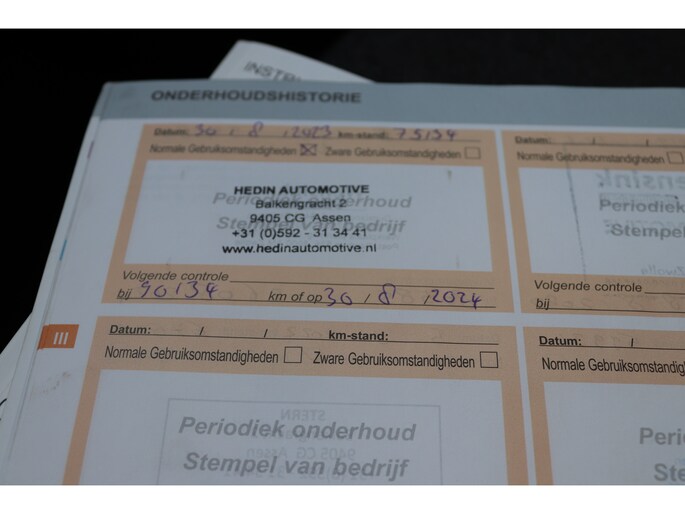 INSTR
ONDERHOUDSHISTORIE
Datum: 30 / 8 / 2023 km-stand: 75134
Normale Gebruiksomstandigheden ☒ Zware Gebruiksomstandigheden ☐
HEDIN AUTOMOTIVE
Periodiek onderhoud
Balkengracht 2
Stempel van bedrijf
9405 CG Assen
+31 (0)592 - 31 34 41
www.hedinautomotive.nl
Volgende controle
bij 90134 km of op 30 / 8 / 2024
Datum: / /
Normale Gebruiksomstandigheden ☐
Periodiek
Stempel
Volgende controle
bij
III
Datum: / / km-stand:
Normale Gebruiksomstandigheden ☐ Zware Gebruiksomstandigheden ☐
Periodiek onderhoud
Stempel van bedrijf
Datum: / 
Normale Gebruiksomstandigheden
Peri
St